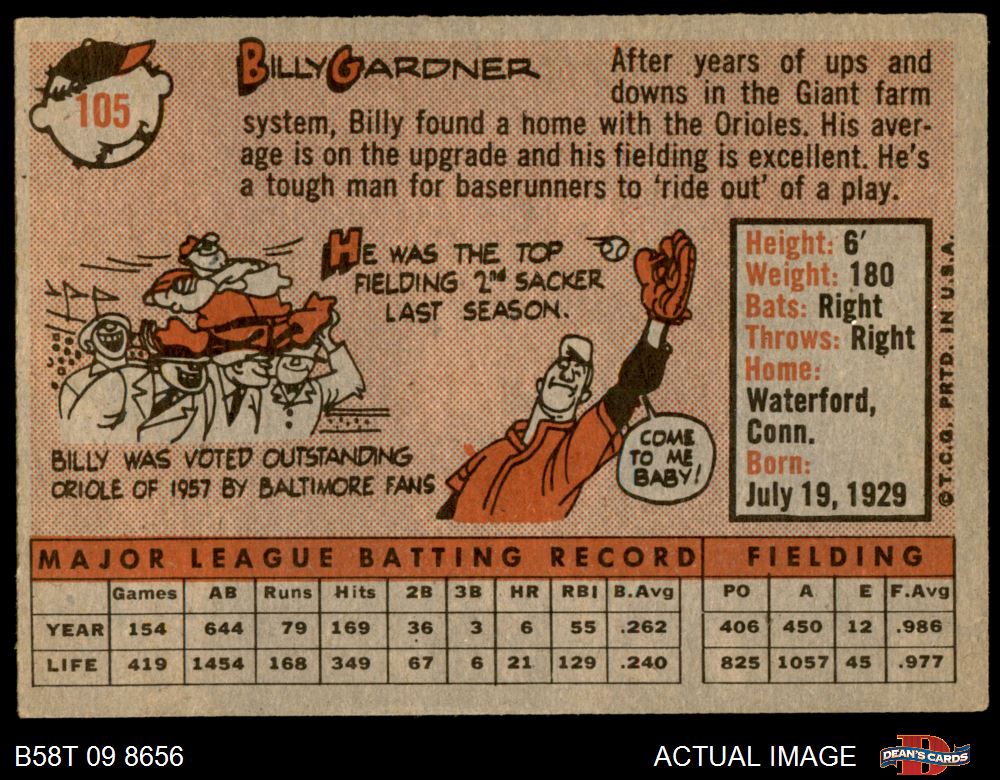 105
BILLY GARDNER
After years of ups and
downs in the Giant farm
system, Billy found a home with the Orioles. His aver-
age is on the upgrade and his fielding is excellent. He's
a tough man for baserunners to 'ride out' of a play.
HE WAS THE TOP
FIELDING 2nd SACKER
LAST SEASON.
BILLY WAS VOTED OUTSTANDING
ORIOLE OF 1957 BY BALTIMORE FANS
COME
TO ME
BABY!
Height: 6'
Weight: 180
Bats: Right
Throws: Right
Home:
Waterford,
Conn.
Born:
July 19, 1929
© T.C.G. PRTD. IN U.S.A.
MAJOR LEAGUE BATTING RECORD FIELDING
Games AB Runs Hits 2B 3B HR RBI B.Avg PO A E F.Avg
YEAR 154 644 79 169 36 3 6 55 .262 406 450 12 .986
LIFE 419 1454 168 349 67 6 21 129 .240 825 1057 45 .977
B58T 09 8656 ACTUAL IMAGE DEAN'S CARDS